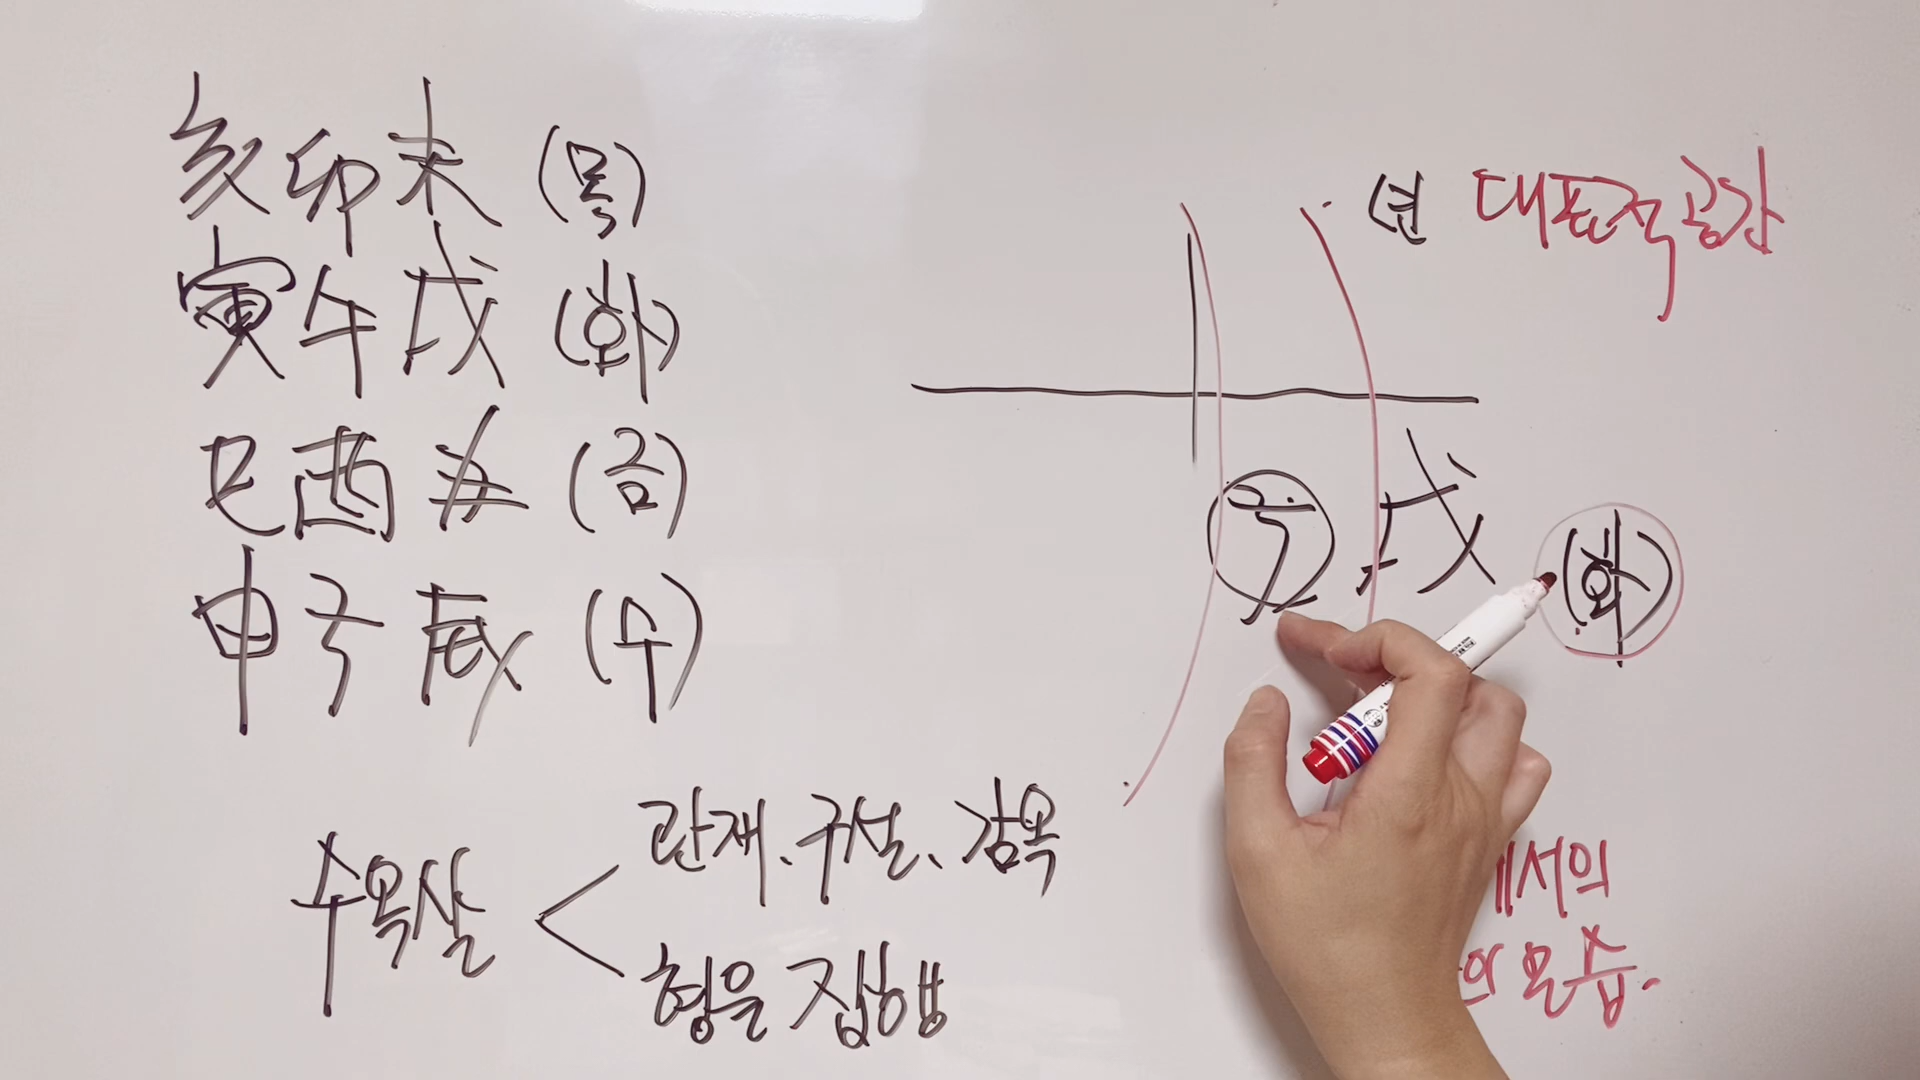 亥卯未 (목)
寅午戌 (화)
巳酉丑 (금)
申子辰 (수)
수옥살
관재、구설、감옥
형을 집행
년 대표적 공간
子 戌 (화)
에서의
의 모습.